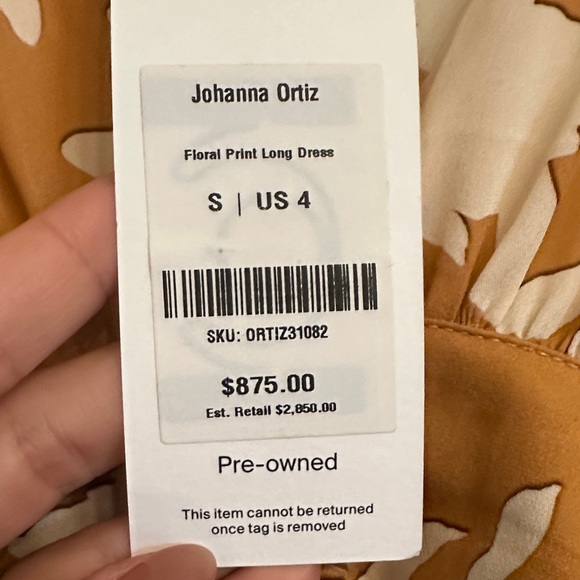 Johanna Ortiz
Floral Print Long Dress
S | US 4
SKU: ORTIZ31082
$875.00
Est. Retail $2,850.00
Pre-owned
This item cannot be returned
once tag is removed